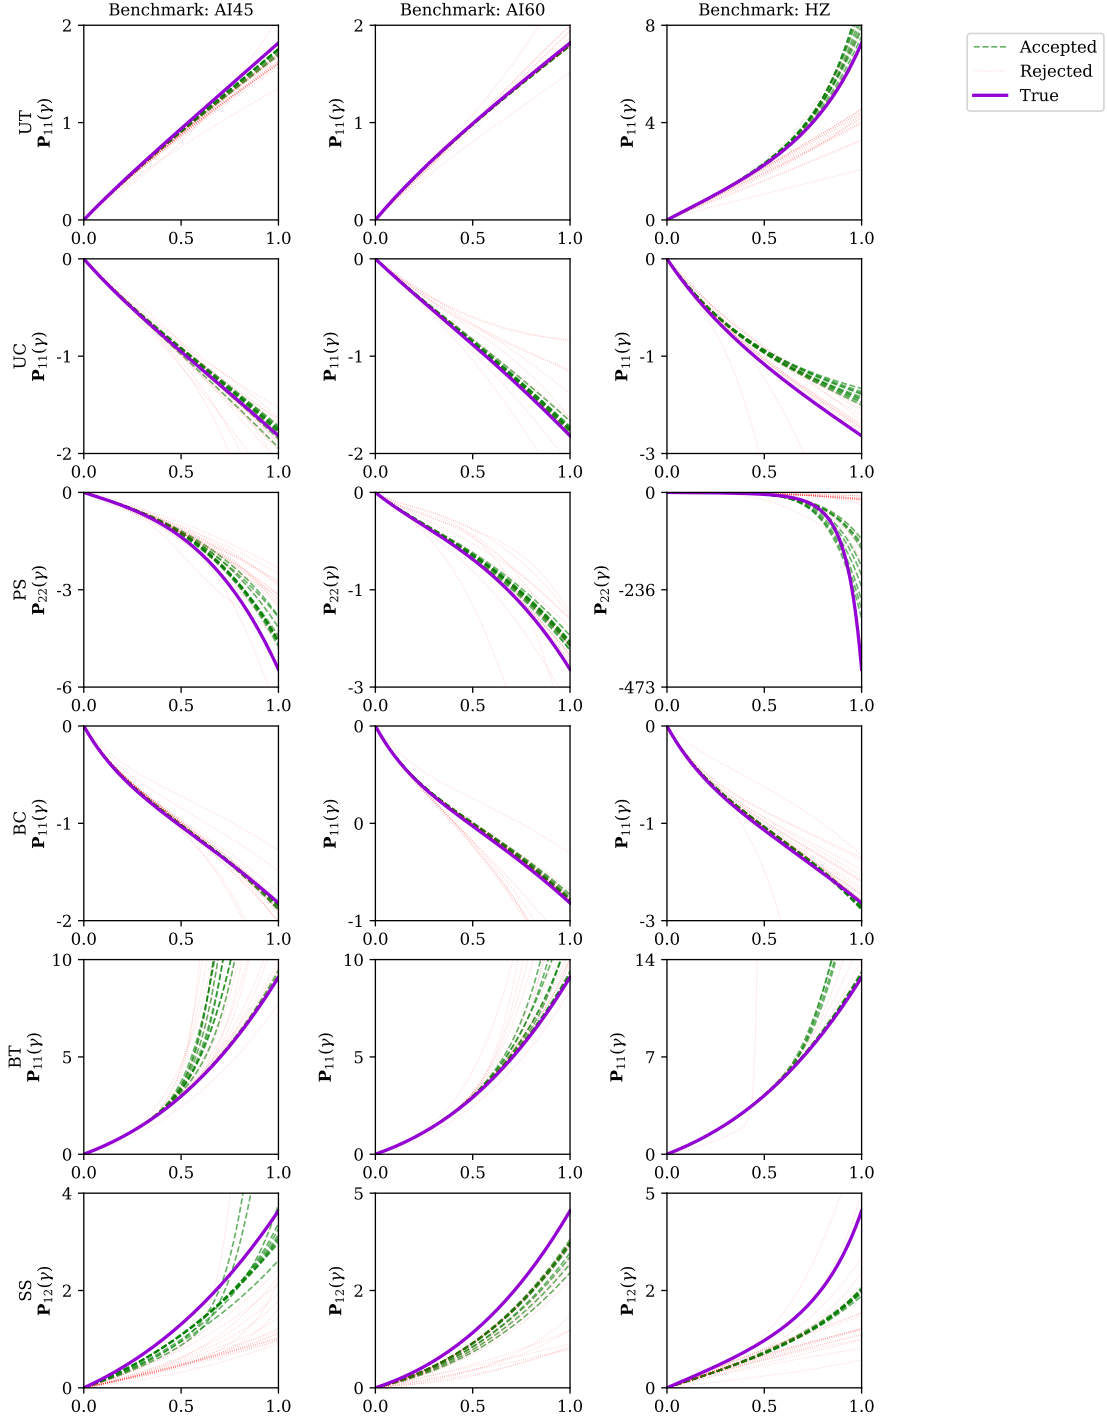 Benchmark: AI45 Benchmark: AI60 Benchmark: HZ
Accepted
Rejected
True
UT
P11(γ) P11(γ) P11(γ)
2 1 0
2 1 0
8 4 0
0.0 0.5 1.0 0.0 0.5 1.0 0.0 0.5 1.0
UC
P11(γ) P11(γ) P11(γ)
0 -1 -2
0 -1 -2
0 -1 -3
0.0 0.5 1.0 0.0 0.5 1.0 0.0 0.5 1.0
PS
P22(γ) P22(γ) P22(γ)
0 -3 -6
0 -1 -3
0 -236 -473
0.0 0.5 1.0 0.0 0.5 1.0 0.0 0.5 1.0
BC
P11(γ) P11(γ) P11(γ)
0 -1 -2
0 0 -1
0 -1 -3
0.0 0.5 1.0 0.0 0.5 1.0 0.0 0.5 1.0
BT
P11(γ) P11(γ) P11(γ)
10 5 0
10 5 0
14 7 0
0.0 0.5 1.0 0.0 0.5 1.0 0.0 0.5 1.0
SS
P12(γ) P12(γ) P12(γ)
4 2 0
5 2 0
5 2 0
0.0 0.5 1.0 0.0 0.5 1.0 0.0 0.5 1.0